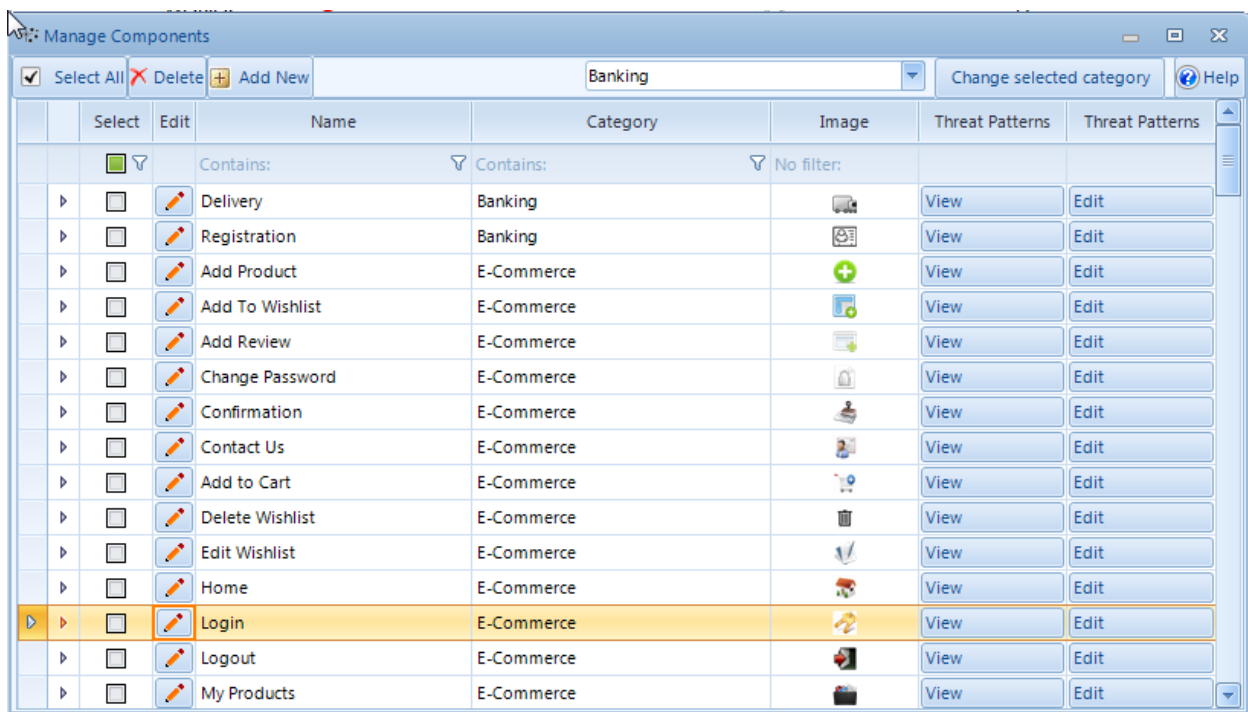 Manage Components
Select All Delete Add New Banking Change selected category Help
Select Edit Name Category Image Threat Patterns Threat Patterns
Contains: Contains: No filter:
Delivery Banking View Edit
Registration Banking View Edit
Add Product E-Commerce View Edit
Add To Wishlist E-Commerce View Edit
Add Review E-Commerce View Edit
Change Password E-Commerce View Edit
Confirmation E-Commerce View Edit
Contact Us E-Commerce View Edit
Add to Cart E-Commerce View Edit
Delete Wishlist E-Commerce View Edit
Edit Wishlist E-Commerce View Edit
Home E-Commerce View Edit
Login E-Commerce View Edit
Logout E-Commerce View Edit
My Products E-Commerce View Edit